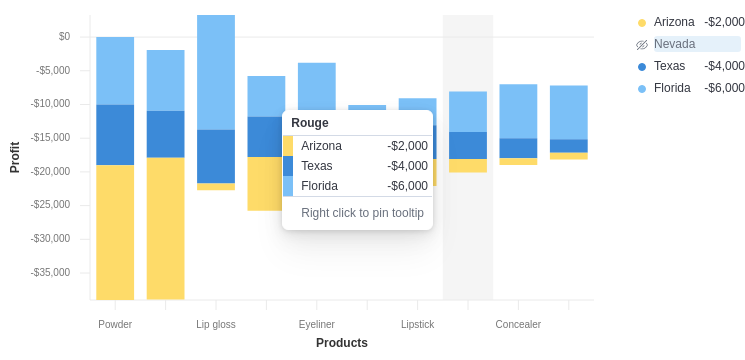 Arizona -$2,000
Nevada
Texas -$4,000
Florida -$6,000
$0
-$5,000
-$10,000
-$15,000
-$20,000
-$25,000
-$30,000
-$35,000
Profit
Rouge
Arizona -$2,000
Texas -$4,000
Florida -$6,000
Right click to pin tooltip
Powder Lip gloss Eyeliner Lipstick Concealer
Products